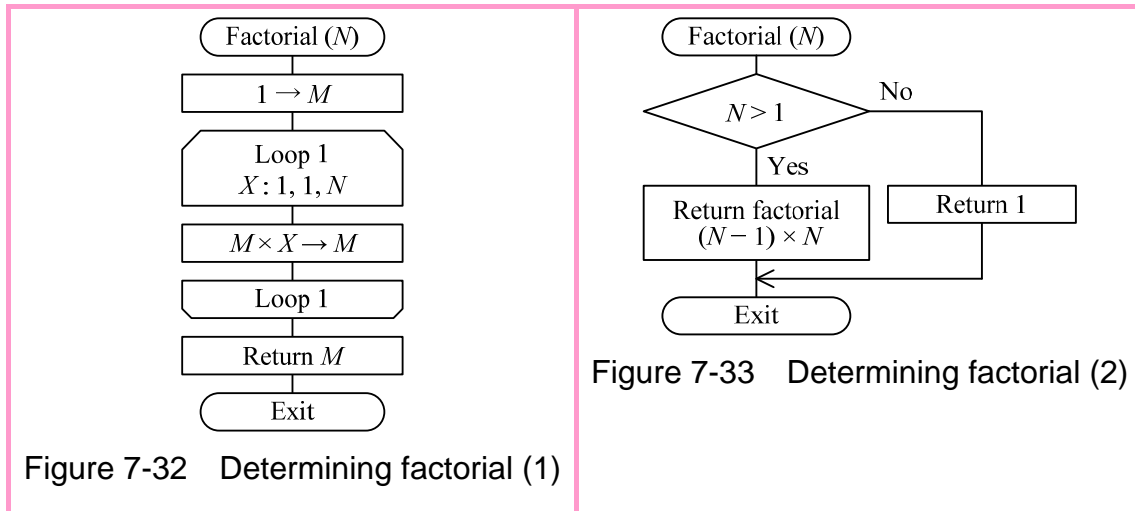 Factorial (N)
1 → M
Loop 1
X : 1, 1, N
M × X → M
Loop 1
Return M
Exit
Figure 7-32 Determining factorial (1)
Factorial (N)
N > 1
No
Yes
Return factorial
(N − 1) × N
Return 1
Exit
Figure 7-33 Determining factorial (2)